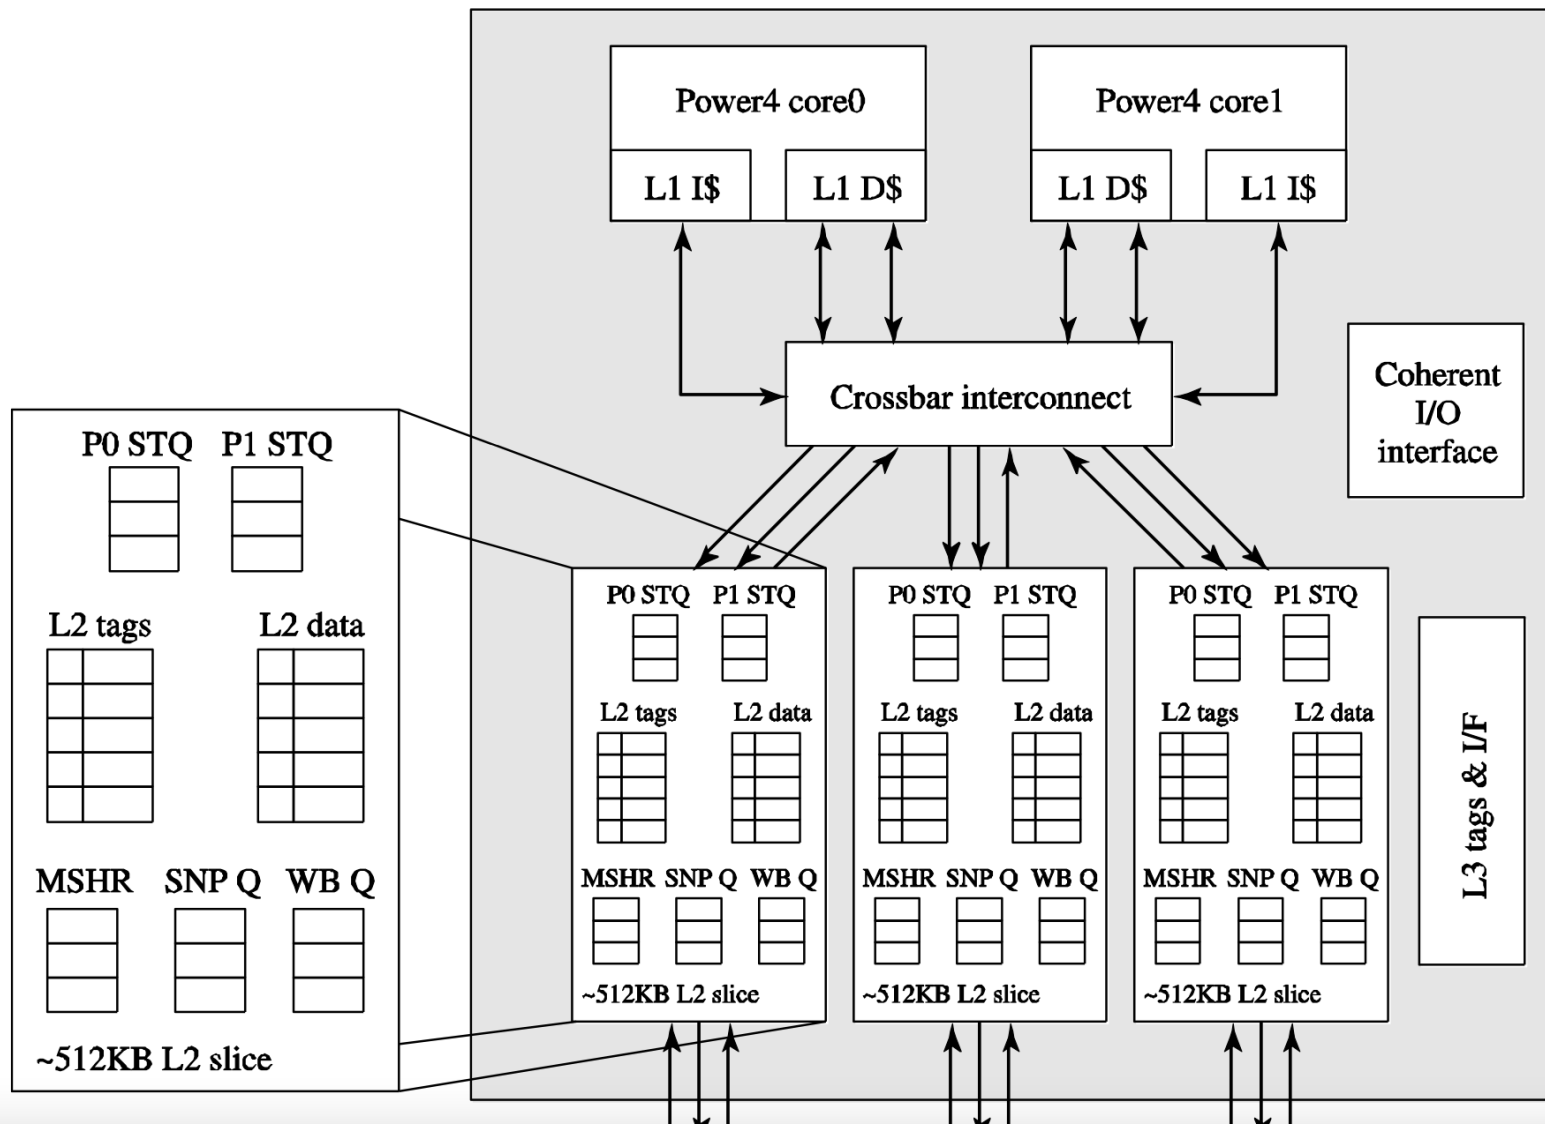 Power4 core0
Power4 core1
L1 I$
L1 D$
L1 D$
L1 I$
Crossbar interconnect
Coherent
I/O
interface
P0 STQ P1 STQ
L2 tags L2 data
MSHR SNP Q WB Q
~512KB L2 slice
P0 STQ P1 STQ
L2 tags L2 data
MSHR SNP Q WB Q
~512KB L2 slice
P0 STQ P1 STQ
L2 tags L2 data
MSHR SNP Q WB Q
~512KB L2 slice
P0 STQ P1 STQ
L2 tags L2 data
MSHR SNP Q WB Q
~512KB L2 slice
L3 tags & I/F